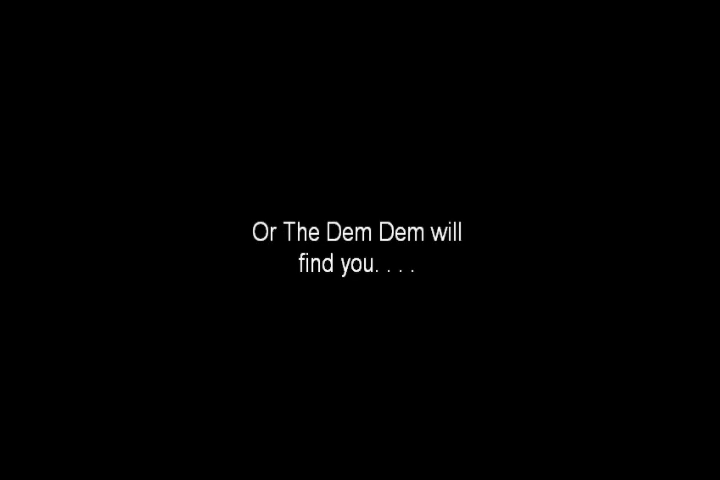 Or The Dem Dem will
find you. . . .